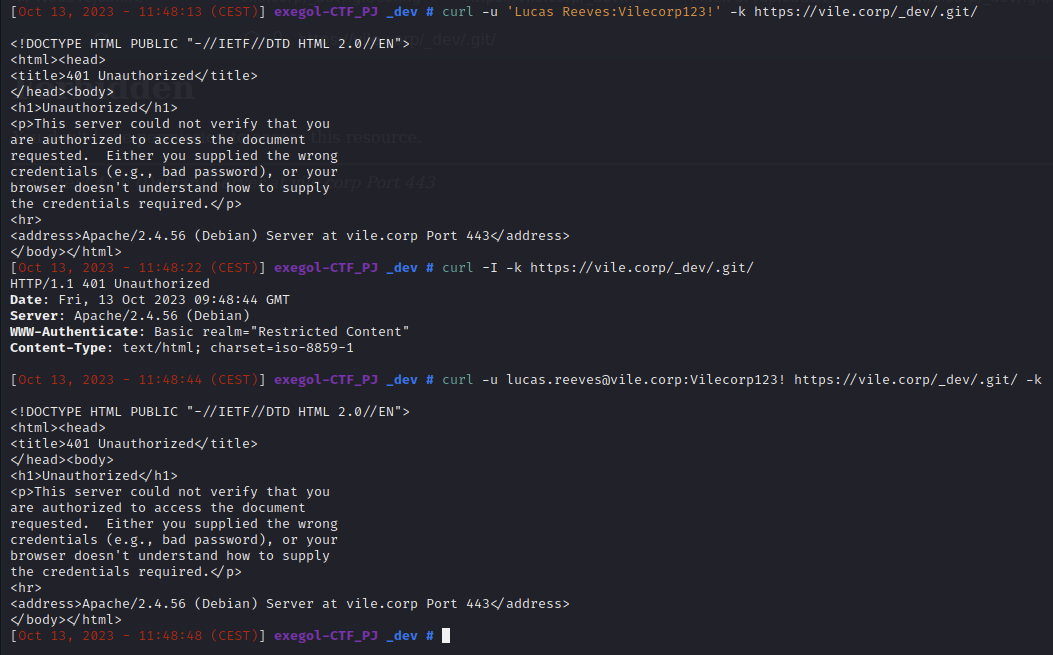 [Oct 13, 2023 - 11:48:13 (CEST)] exegol-CTF_PJ _dev # curl -u 'Lucas Reeves:Vilecorp123!' -k https://vile.corp/_dev/.git/
<!DOCTYPE HTML PUBLIC "-//IETF//DTD HTML 2.0//EN">
<html><head>
<title>401 Unauthorized</title>
</head><body>
<h1>Unauthorized</h1>
<p>This server could not verify that you
are authorized to access the document
requested.  Either you supplied the wrong
credentials (e.g., bad password), or your
browser doesn't understand how to supply
the credentials required.</p>
<hr>
<address>Apache/2.4.56 (Debian) Server at vile.corp Port 443</address>
</body></html>
[Oct 13, 2023 - 11:48:22 (CEST)] exegol-CTF_PJ _dev # curl -I -k https://vile.corp/_dev/.git/
HTTP/1.1 401 Unauthorized
Date: Fri, 13 Oct 2023 09:48:44 GMT
Server: Apache/2.4.56 (Debian)
WWW-Authenticate: Basic realm="Restricted Content"
Content-Type: text/html; charset=iso-8859-1
[Oct 13, 2023 - 11:48:44 (CEST)] exegol-CTF_PJ _dev # curl -u lucas.reeves@vile.corp:Vilecorp123! https://vile.corp/_dev/.git/ -k
<!DOCTYPE HTML PUBLIC "-//IETF//DTD HTML 2.0//EN">
<html><head>
<title>401 Unauthorized</title>
</head><body>
<h1>Unauthorized</h1>
<p>This server could not verify that you
are authorized to access the document
requested.  Either you supplied the wrong
credentials (e.g., bad password), or your
browser doesn't understand how to supply
the credentials required.</p>
<hr>
<address>Apache/2.4.56 (Debian) Server at vile.corp Port 443</address>
</body></html>
[Oct 13, 2023 - 11:48:48 (CEST)] exegol-CTF_PJ _dev #